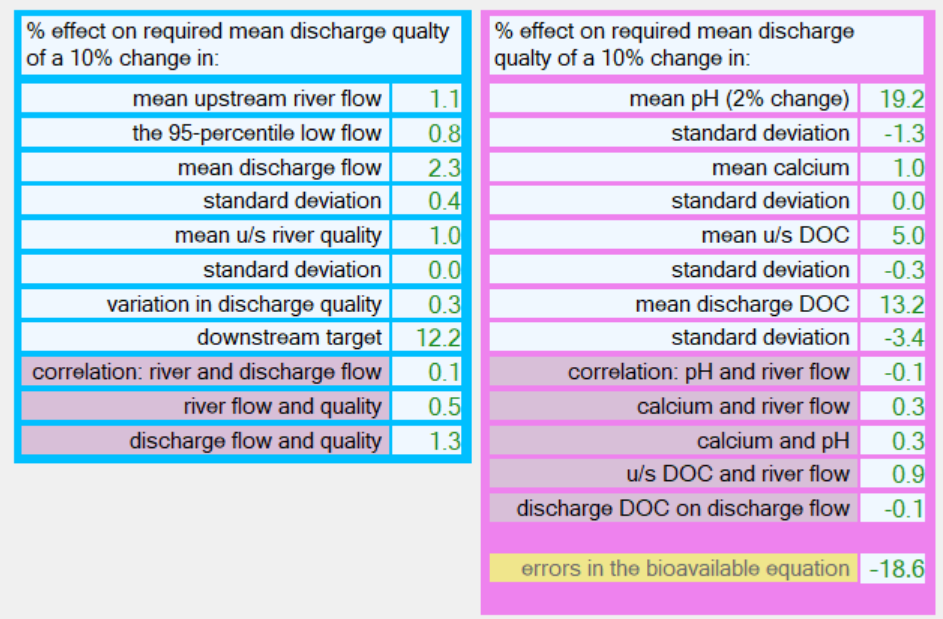 % effect on required mean discharge qualty
of a 10% change in:
mean upstream river flow 1.1
the 95-percentile low flow 0.8
mean discharge flow 2.3
standard deviation 0.4
mean u/s river quality 1.0
standard deviation 0.0
variation in discharge quality 0.3
downstream target 12.2
correlation: river and discharge flow 0.1
river flow and quality 0.5
discharge flow and quality 1.3
% effect on required mean discharge
qualty of a 10% change in:
mean pH (2% change) 19.2
standard deviation -1.3
mean calcium 1.0
standard deviation 0.0
mean u/s DOC 5.0
standard deviation -0.3
mean discharge DOC 13.2
standard deviation -3.4
correlation: pH and river flow -0.1
calcium and river flow 0.3
calcium and pH 0.3
u/s DOC and river flow 0.9
discharge DOC on discharge flow -0.1
errors in the bioavailable equation -18.6